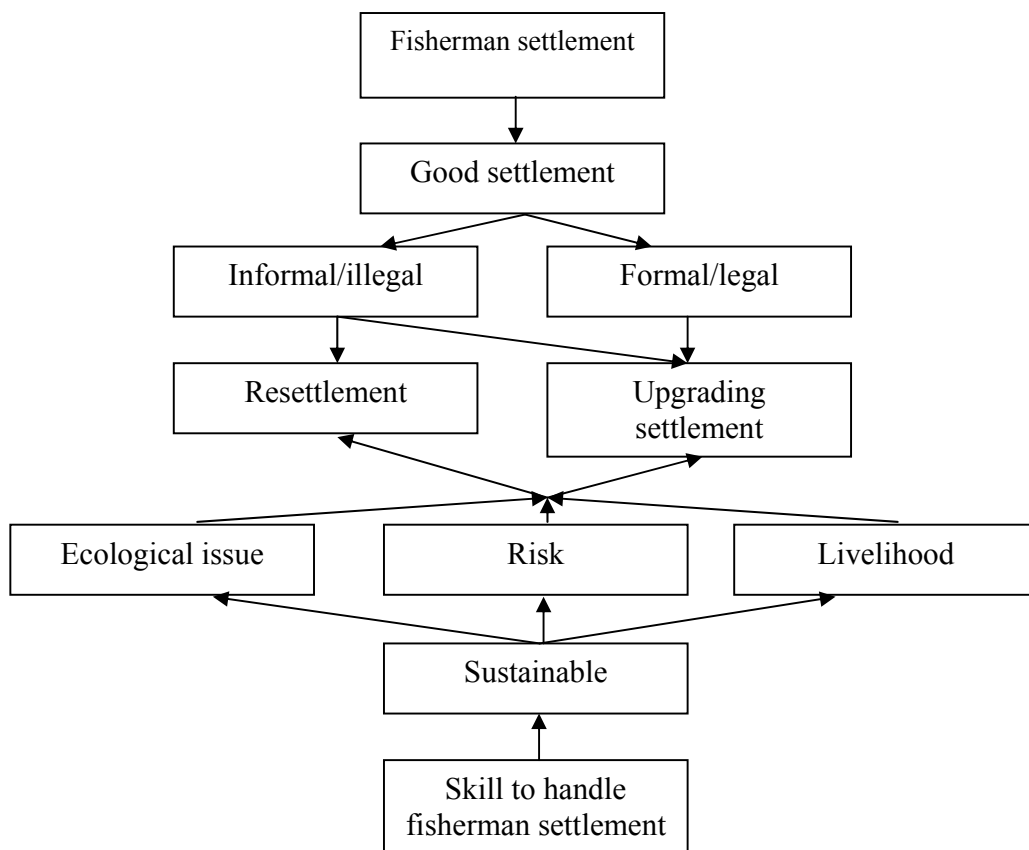 Fisherman settlement
Good settlement
Informal/illegal
Formal/legal
Resettlement
Upgrading
settlement
Ecological issue
Risk
Livelihood
Sustainable
Skill to handle
fisherman settlement